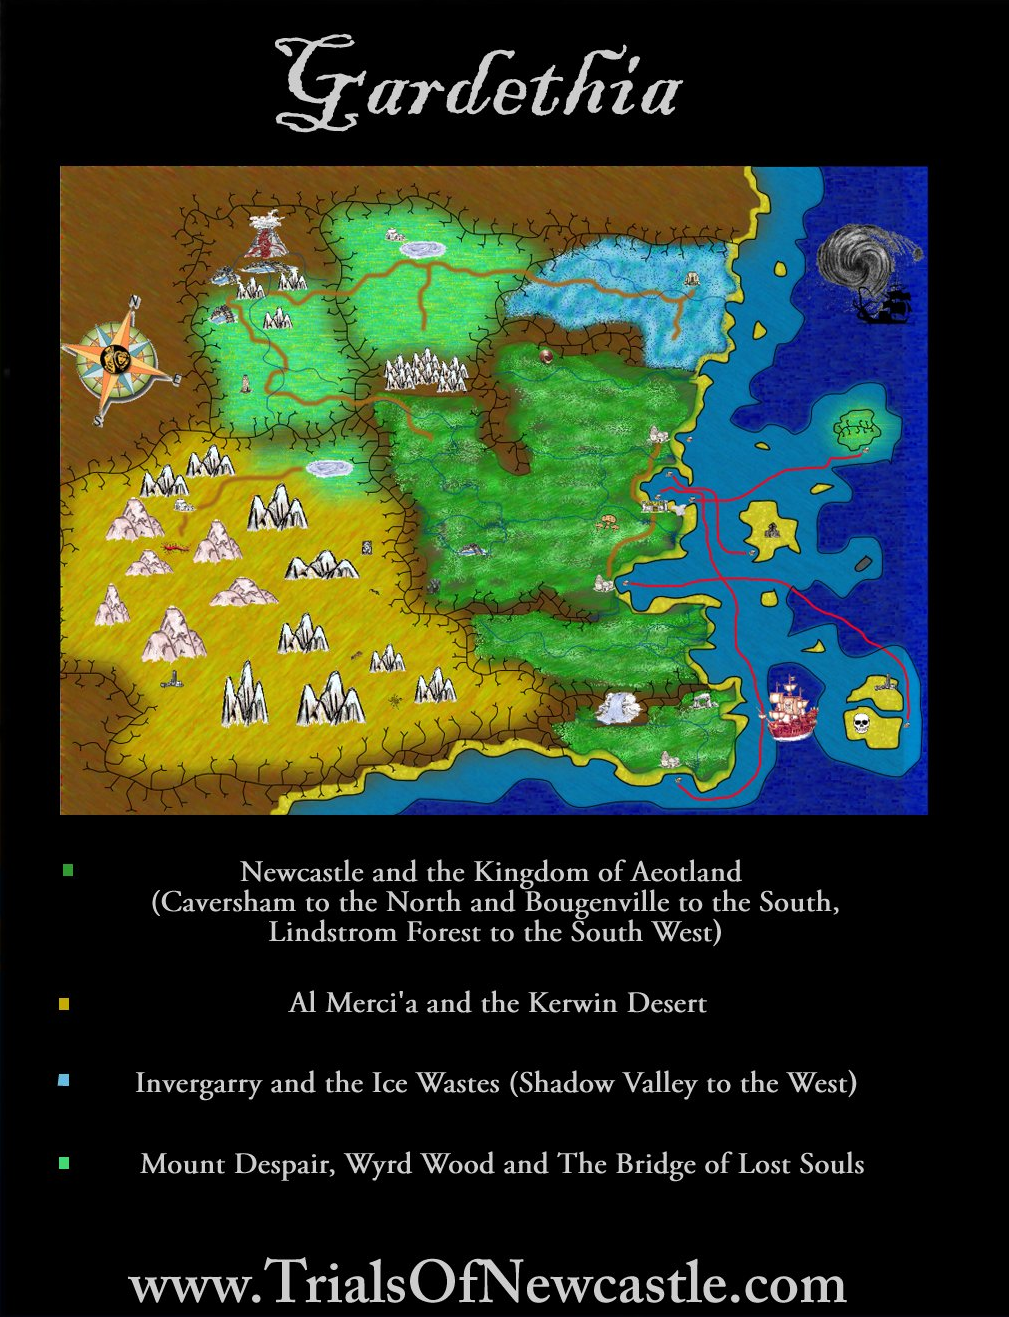 Gardethia
N
E
S
Newcastle and the Kingdom of Aeotland
(Caversham to the North and Bougenville to the South,
Lindstrom Forest to the South West)
Al Merci'a and the Kerwin Desert
Invergarry and the Ice Wastes (Shadow Valley to the West)
Mount Despair, Wyrd Wood and The Bridge of Lost Souls
www.TrialsOfNewcastle.com